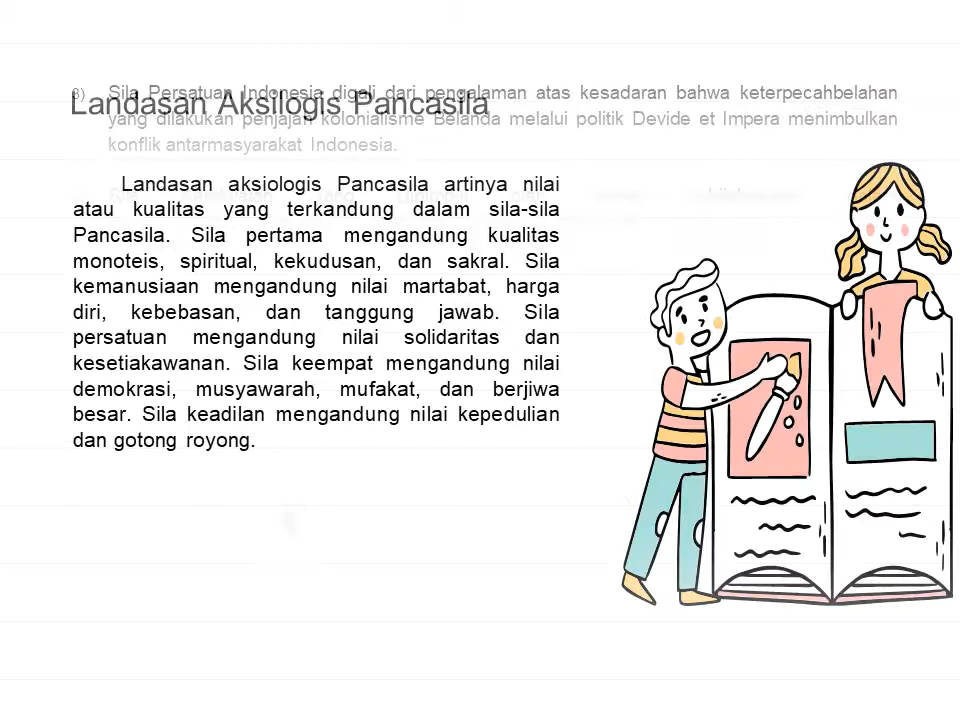 3) Sila Persatuan Indonesia digali dari pengalaman atas kesadaran bahwa keterpecahbelahan
Landasan Aksilogis Pancasila
yang dilakukan penjajah kolonialisme Belanda melalui politik Devide et Impera menimbulkan
konflik antarmasyarakat Indonesia.
Landasan aksiologis Pancasila artinya nilai
atau kualitas yang terkandung dalam sila-sila
Pancasila. Sila pertama mengandung kualitas
monoteis, spiritual, kekudusan, dan sakral. Sila
kemanusiaan mengandung nilai martabat, harga
diri, kebebasan, dan tanggung jawab. Sila
persatuan mengandung nilai solidaritas dan
kesetiakawanan. Sila keempat mengandung nilai
demokrasi, musyawarah, mufakat, dan berjiwa
besar. Sila keadilan mengandung nilai kepedulian
dan gotong royong.